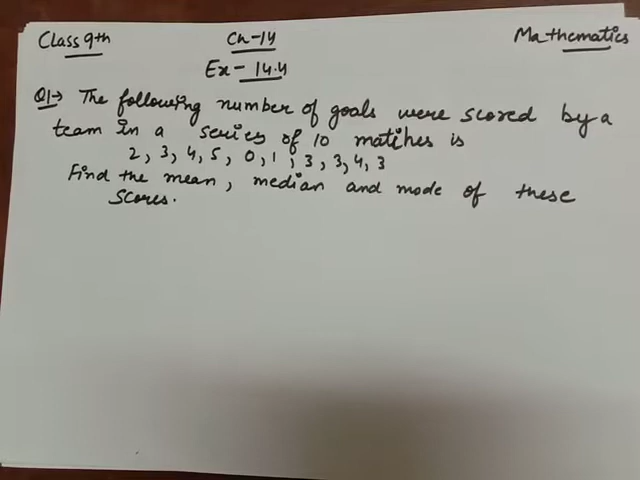 Class 9th Ch-14 Mathematics
Ex- 14.4
Q1→ The following number of goals were scored by a
team in a series of 10 matches is
2, 3, 4, 5, 0, 1, 3, 3, 4, 3
Find the mean, median and mode of these
Scores.